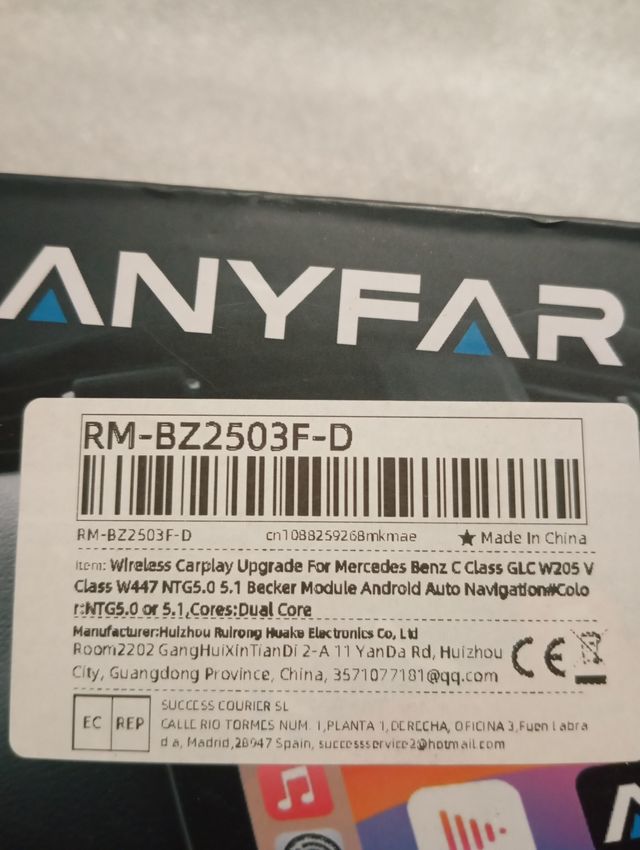 ANYFAR
RM-BZ2503F-D
RM-BZ2503F-D cn1088259268mkmae ★ Made In China
Item: Wireless Carplay Upgrade For Mercedes Benz C Class GLC W205 V
Class W447 NTG5.0 5.1 Becker Module Android Auto Navigation#Colo
r:NTG5.0 or 5.1,Cores:Dual Core
Manufacturer:Huizhou Ruirong Huake Electronics Co, Ltd
Room2202 GangHuiXinTianDi 2-A 11 YanDa Rd, Huizhou
City, Guangdong Province, China, 3571077181@qq.com
CE
EC REP
SUCCESS COURIER SL
CALLE RIO TORMES NUM. 1,PLANTA 1,DERECHA, OFICINA 3,Fuen l abra
d a, Madrid,28947 Spain, successservice2@hotmail.com